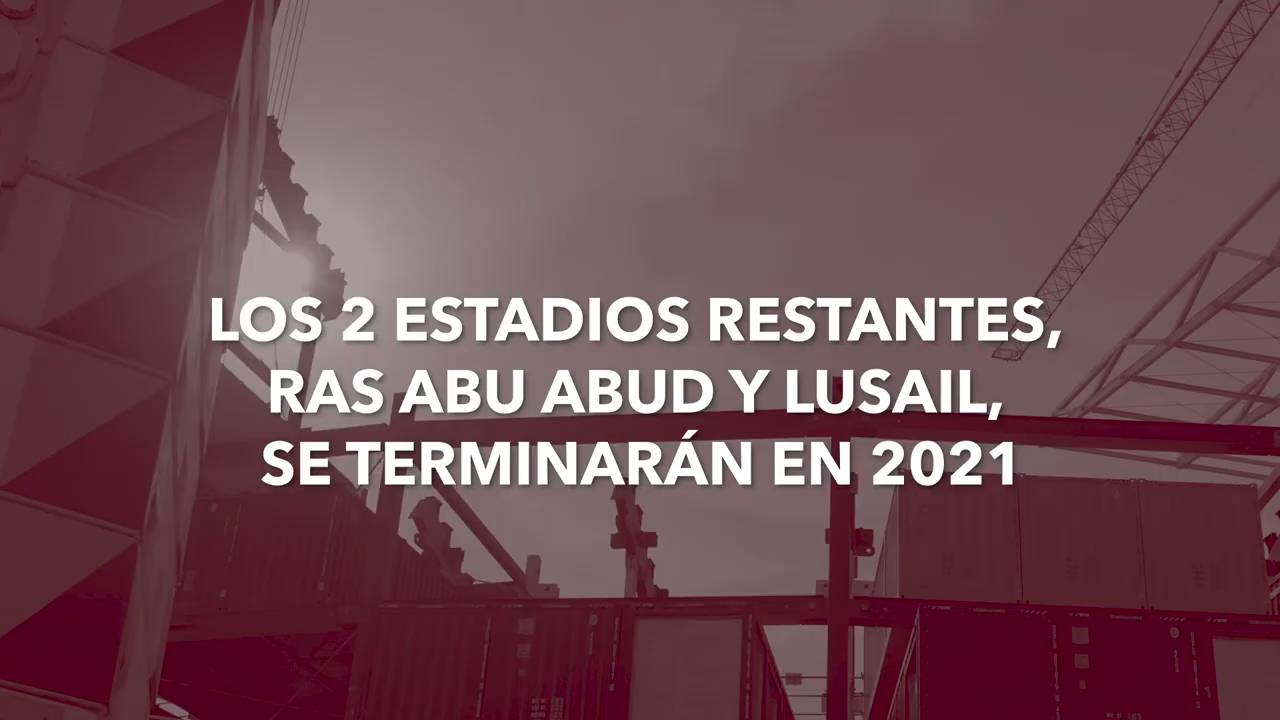 LOS 2 ESTADIOS RESTANTES,
RAS ABU ABUD Y LUSAIL,
SE TERMINARÁN EN 2021